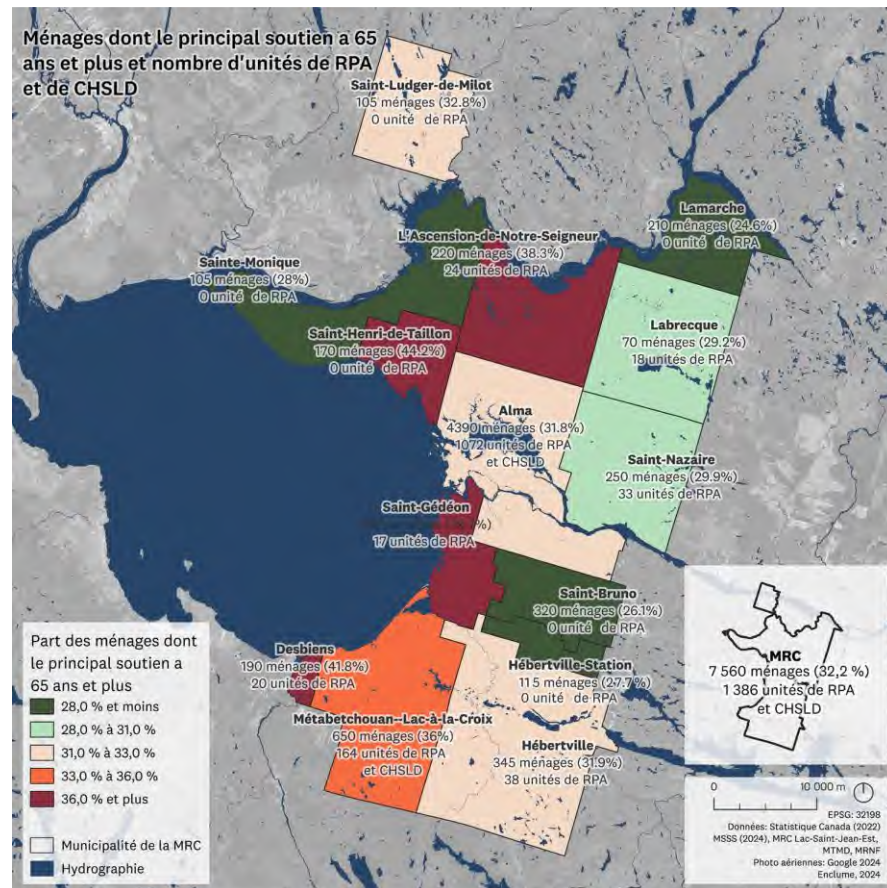 Ménages dont le principal soutien a 65
ans et plus et nombre d'unités de RPA
et de CHSLD
Saint-Ludger-de-Milot
105 ménages (32.8%)
0 unité de RPA
Lamarche
210 ménages (24.6%)
0 unité de RPA
L'Ascension-de-Notre-Seigneur
220 ménages (38.3%)
24 unités de RPA
Sainte-Monique
105 ménages (28%)
0 unité de RPA
Saint-Henri-de-Taillon
170 ménages (44.2%)
0 unité de RPA
Labrecque
70 ménages (29.2%)
18 unités de RPA
Alma
4390 ménages (31.8%)
1072 unités de RPA
et CHSLD
Saint-Nazaire
250 ménages (29.9%)
33 unités de RPA
Saint-Gédéon
17 unités de RPA
Saint-Bruno
320 ménages (26.1%)
0 unité de RPA
Desbiens
190 ménages (41.8%)
20 unités de RPA
Hébertville-Station
115 ménages (27.7%)
0 unité de RPA
Métabetchouan--Lac-à-la-Croix
650 ménages (36%)
164 unités de RPA
et CHSLD
Hébertville
345 ménages (31.9%)
38 unités de RPA
Part des ménages dont
le principal soutien a
65 ans et plus
28,0 % et moins
28,0 % à 31,0 %
31,0 % à 33,0 %
33,0 % à 36,0 %
36,0 % et plus
Municipalité de la MRC
Hydrographie
MRC
7 560 ménages (32,2 %)
1 386 unités de RPA
et CHSLD
0 10 000 m
EPSG: 32198
Données: Statistique Canada (2022)
MSSS (2024), MRC Lac-Saint-Jean-Est,
MTMD, MRNF
Photo aériennes: Google 2024
Enclume, 2024